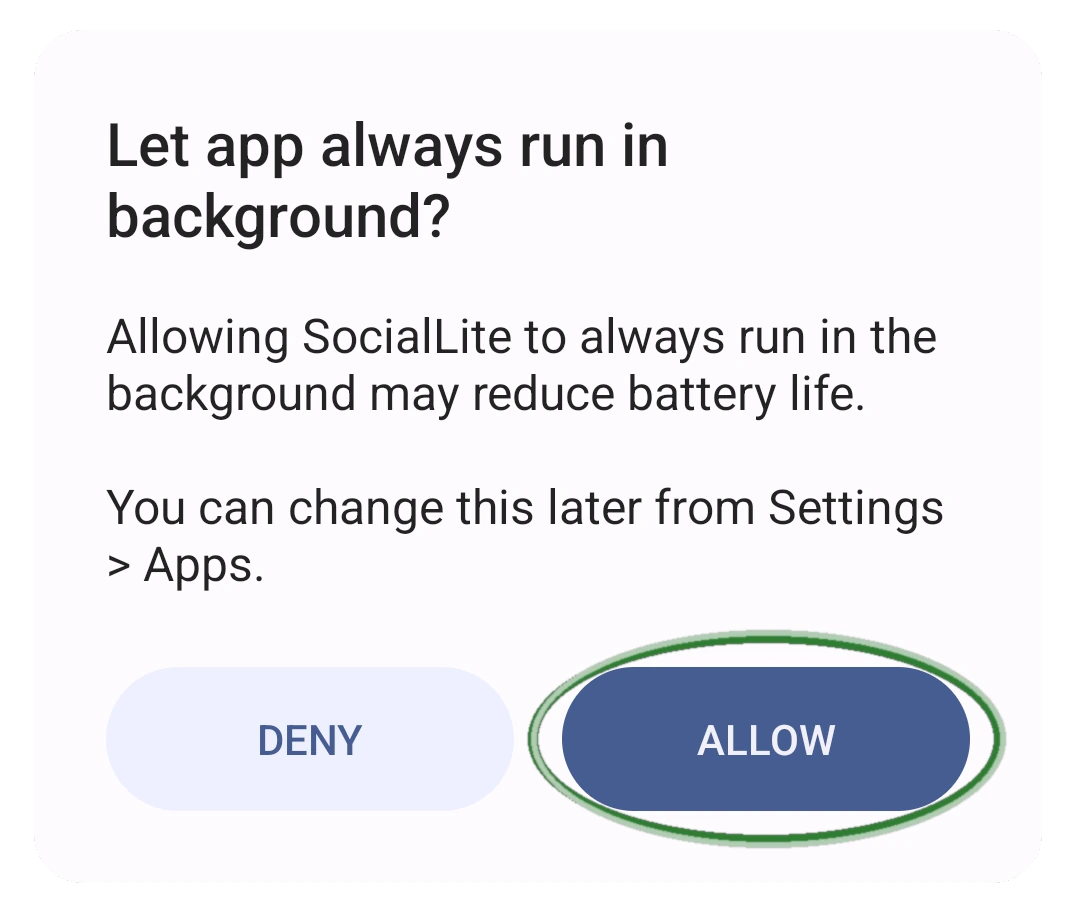 Let app always run in
background?
Allowing SocialLite to always run in the
background may reduce battery life.
You can change this later from Settings
> Apps.
DENY
ALLOW